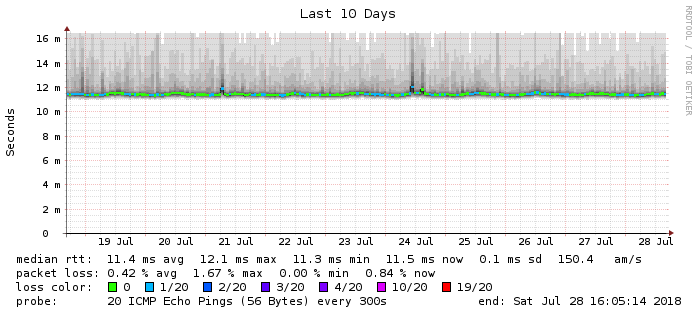 Last 10 Days
RRDTOOL / TOBI OETIKER
Seconds
16 m
14 m
12 m
10 m
8 m
6 m
4 m
2 m
0
19 Jul 20 Jul 21 Jul 22 Jul 23 Jul 24 Jul 25 Jul 26 Jul 27 Jul 28 Jul
median rtt: 11.4 ms avg 12.1 ms max 11.3 ms min 11.5 ms now 0.1 ms sd 150.4 am/s
packet loss: 0.42 % avg 1.67 % max 0.00 % min 0.84 % now
loss color: 0 1/20 2/20 3/20 4/20 10/20 19/20
probe: 20 ICMP Echo Pings (56 Bytes) every 300s end: Sat Jul 28 16:05:14 2018